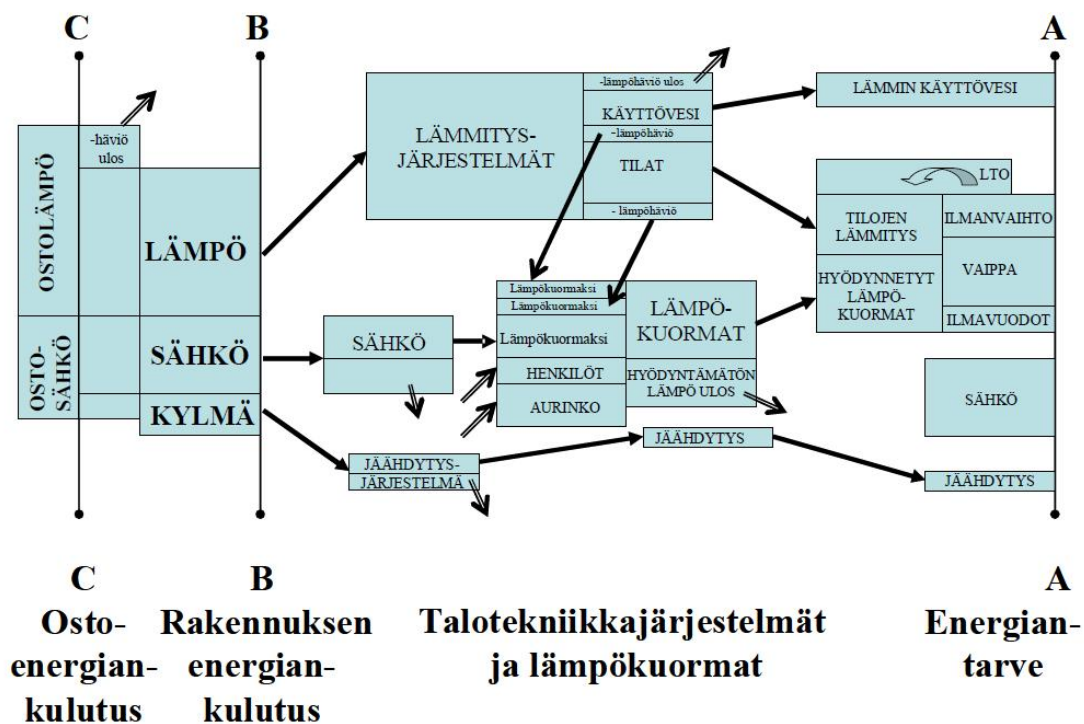 C
B
A
-häviö
ulos
OSTOLÄMPÖ
OSTO-
SÄHKÖ
LÄMPÖ
SÄHKÖ
KYLMÄ
LÄMMITYS-
JÄRJESTELMÄT
-lämpöhäviö ulos
KÄYTTÖVESI
-lämpöhäviö
TILAT
- lämpöhäviö
LÄMMIN KÄYTTÖVESI
LTO
TILOJEN
LÄMMITYS
HYÖDYNNETYT
LÄMPÖ-
KUORMAT
ILMANVAIHTO
VAIPPA
ILMAVUODOT
SÄHKÖ
Lämpökuormaksi
Lämpökuormaksi
Lämpökuormaksi
HENKILÖT
AURINKO
LÄMPÖ-
KUORMAT
HYÖDYNTÄMÄTÖN
LÄMPÖ ULOS
SÄHKÖ
JÄÄHDYTYS-
JÄRJESTELMÄ
JÄÄHDYTYS
JÄÄHDYTYS
C
B
A
Osto-
energian-
kulutus
Rakennuksen
energian-
kulutus
Talotekniikkajärjestelmät
ja lämpökuormat
Energian-
tarve